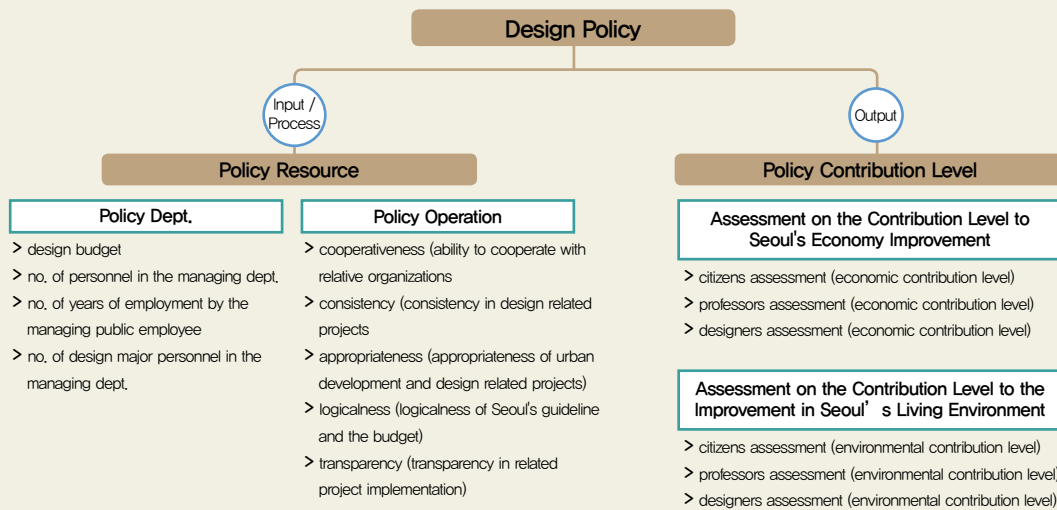 Design Policy
Input /
Process
Output
Policy Resource
Policy Dept.
> design budget
> no. of personnel in the managing dept.
> no. of years of employment by the
managing public employee
> no. of design major personnel in the
managing dept.
Policy Operation
> cooperativeness (ability to cooperate with
relative organizations
> consistency (consistency in design related
projects
> appropriateness (appropriateness of urban
development and design related projects)
> logicalness (logicalness of Seoul's guideline
and the budget)
> transparency (transparency in related
project implementation)
Policy Contribution Level
Assessment on the Contribution Level to
Seoul's Economy Improvement
> citizens assessment (economic contribution level)
> professors assessment (economic contribution level)
> designers assessment (economic contribution level)
Assessment on the Contribution Level to the
Improvement in Seoul’ s Living Environment
> citizens assessment (environmental contribution level)
> professors assessment (environmental contribution level)
> designers assessment (environmental contribution level)